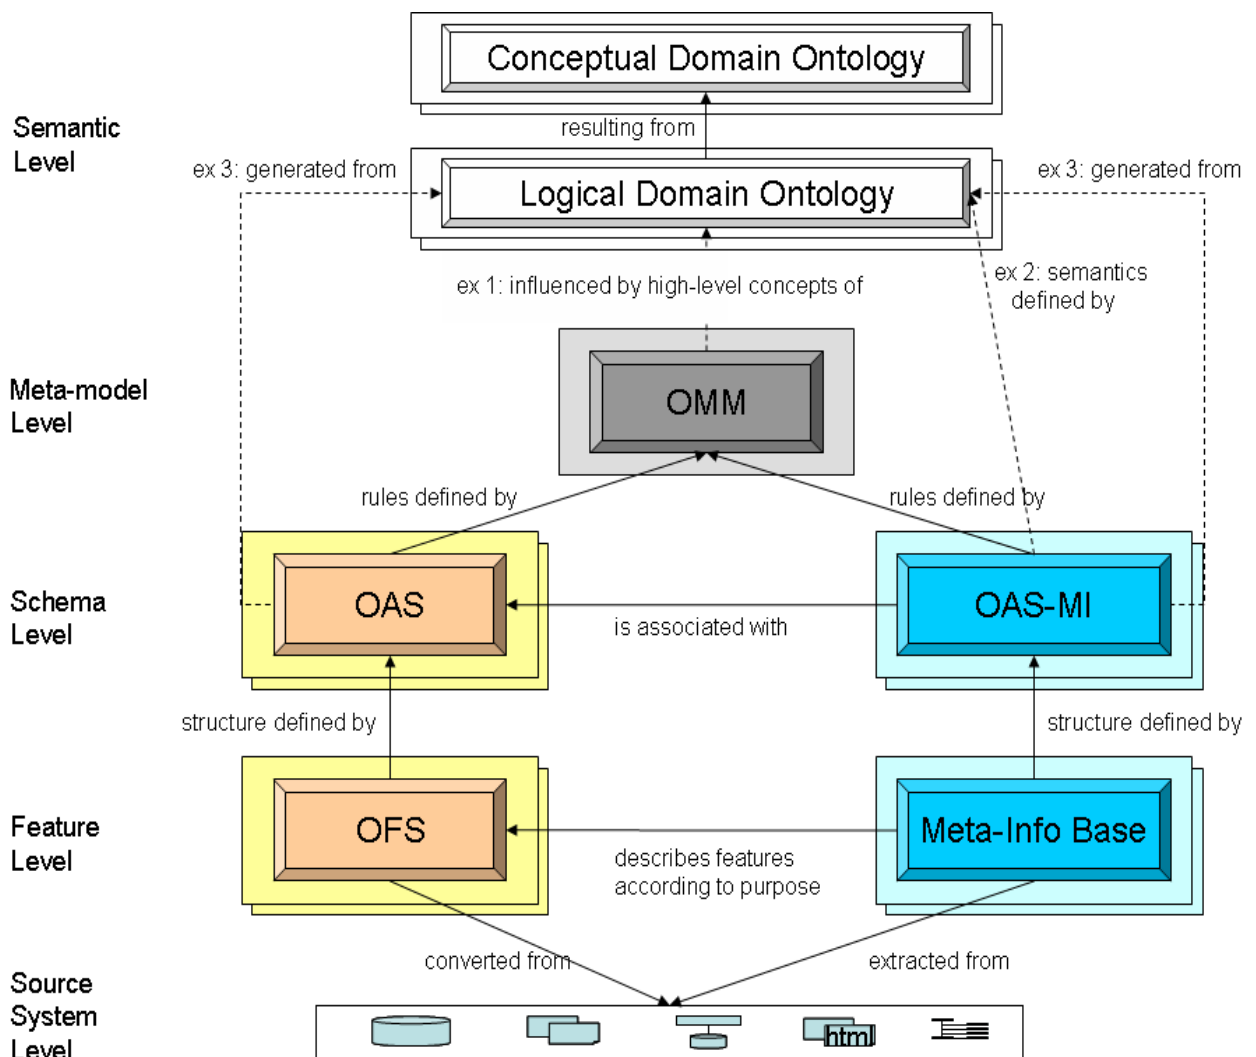 Conceptual Domain Ontology
Semantic
Level
resulting from
ex 3: generated from
ex 3: generated from
Logical Domain Ontology
ex 1: influenced by high-level concepts of
ex 2: semantics
defined by
Meta-model
Level
OMM
rules defined by
rules defined by
Schema
Level
OAS
OAS-MI
is associated with
structure defined by
structure defined by
Feature
Level
OFS
Meta-Info Base
describes features
according to purpose
converted from
extracted from
Source
System
Level
html